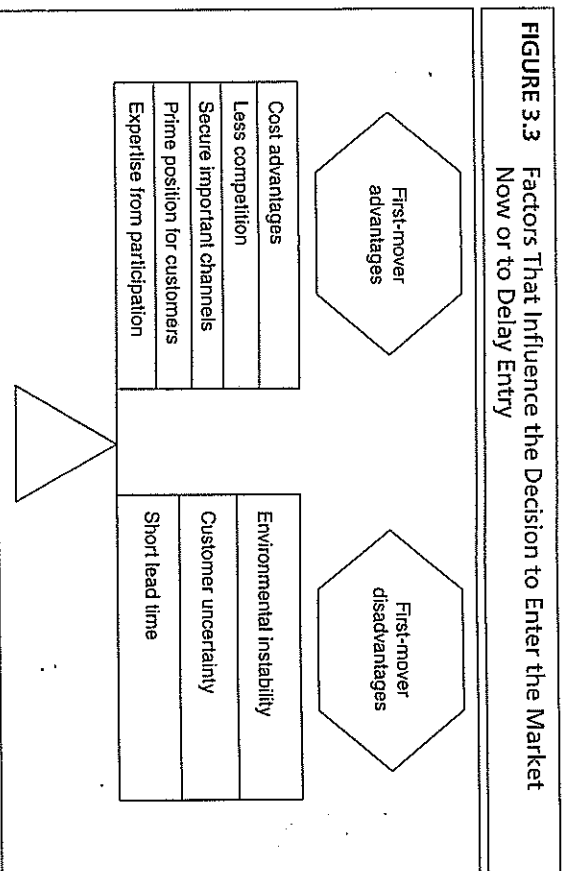 FIGURE 3.3 Factors That Influence the Decision to Enter the Market
Now or to Delay Entry
First-mover
advantages
Cost advantages
Less competition
Secure important channels
Prime position for customers
Expertise from participation
First-mover
disadvantages
Environmental instability
Customer uncertainty
Short lead time